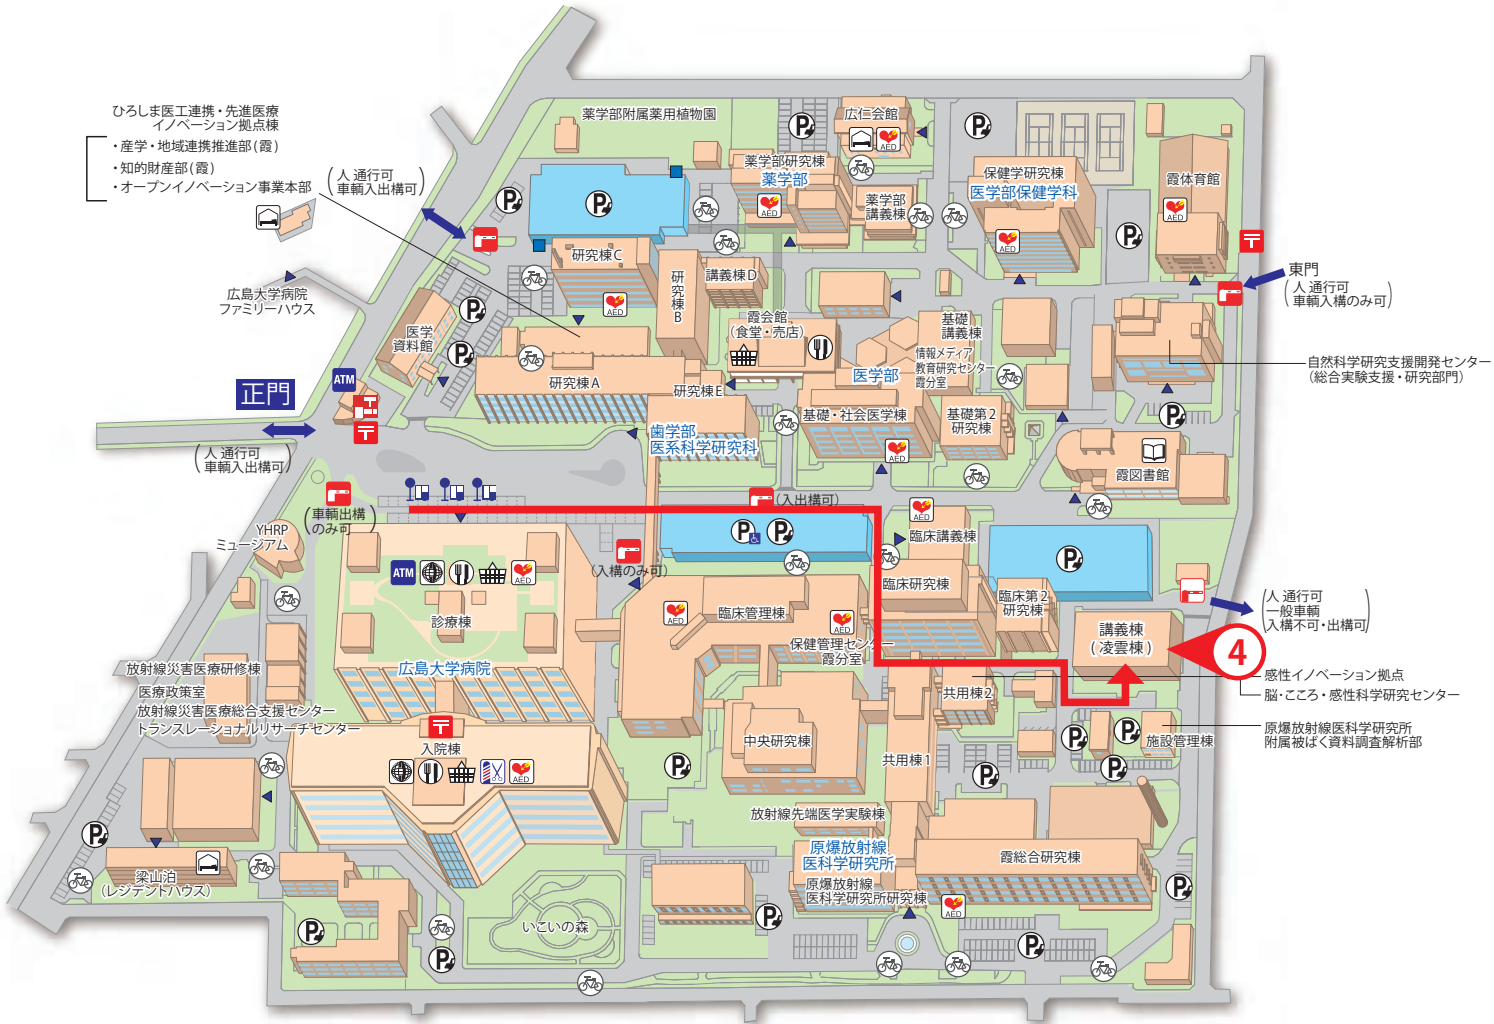 ひろしま医工連携・先進医療
イノベーション拠点棟
・産学・地域連携推進部(霞)
・知的財産部(霞)
・オープンイノベーション事業本部
(人 通行可
車輌入出構可)
薬学部附属薬用植物園
広仁会館
AED
薬学部研究棟
薬学部
AED
薬学部
講義棟
保健学研究棟
医学部保健学科
AED
霞体育館
AED
東門
(人 通行可
車輌入構のみ可)
広島大学病院
ファミリーハウス
研究棟C
AED
研究棟B
講義棟D
霞会館
(食堂・売店)
基礎
講義棟
情報メディア
教育研究センター
霞分室
医学
資料館
自然科学研究支援開発センター
(総合実験支援・研究部門)
ATM
正門
研究棟A
研究棟E
医学部
基礎・社会医学棟
AED
基礎第2
研究棟
歯学部
医系科学研究科
霞図書館
(人 通行可
車輌入出構可)
(車輌出構
のみ可)
(入出構可)
AED
臨床講義棟
YHRP
ミュージアム
(入構のみ可)
ATM
AED
診療棟
広島大学病院
AED
臨床管理棟
AED
保健管理センター
霞分室
臨床研究棟
臨床第2
研究棟
(人 通行可
一般車輌
入構不可・出構可)
講義棟
(凌雲棟)
4
感性イノベーション拠点
脳・こころ・感性科学研究センター
放射線災害医療研修棟
医療政策室
放射線災害医療総合支援センター
トランスレーショナルリサーチセンター
共用棟2
原爆放射線医科学研究所
附属被ばく資料調査解析部
施設管理棟
入院棟
AED
中央研究棟
共用棟1
放射線先端医学実験棟
原爆放射線
医科学研究所
原爆放射線
医科学研究所研究棟
霞総合研究棟
AED
梁山泊
(レジデントハウス)
いこいの森